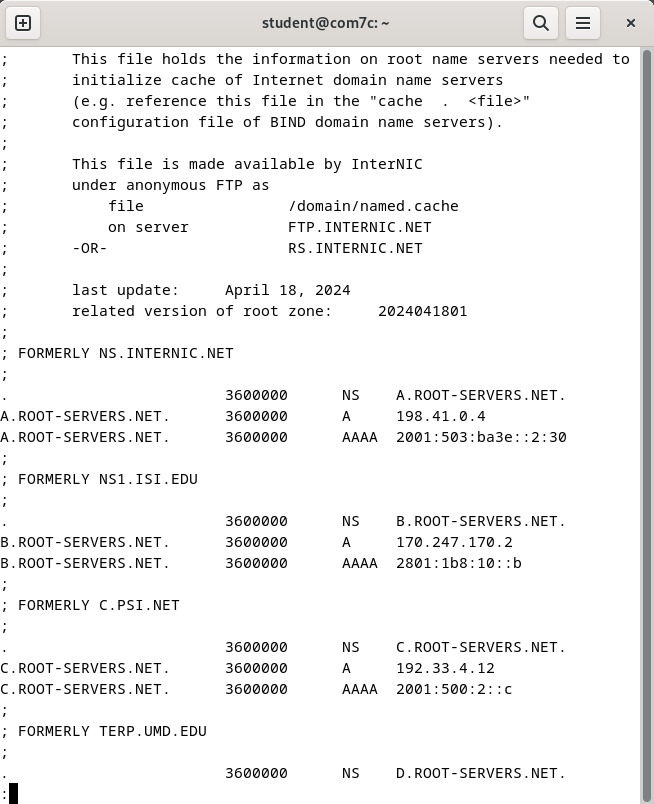 student@com7c: ~
;       This file holds the information on root name servers needed to
;       initialize cache of Internet domain name servers
;       (e.g. reference this file in the "cache  .  <file>"
;       configuration file of BIND domain name servers).
;
;       This file is made available by InterNIC
;       under anonymous FTP as
;           file                /domain/named.cache
;           on server           FTP.INTERNIC.NET
;       -OR-                    RS.INTERNIC.NET
;
;       last update:     April 18, 2024
;       related version of root zone:     2024041801
;
; FORMERLY NS.INTERNIC.NET
;
.                        3600000      NS    A.ROOT-SERVERS.NET.
A.ROOT-SERVERS.NET.      3600000      A     198.41.0.4
A.ROOT-SERVERS.NET.      3600000      AAAA  2001:503:ba3e::2:30
;
; FORMERLY NS1.ISI.EDU
;
.                        3600000      NS    B.ROOT-SERVERS.NET.
B.ROOT-SERVERS.NET.      3600000      A     170.247.170.2
B.ROOT-SERVERS.NET.      3600000      AAAA  2801:1b8:10::b
;
; FORMERLY C.PSI.NET
;
.                        3600000      NS    C.ROOT-SERVERS.NET.
C.ROOT-SERVERS.NET.      3600000      A     192.33.4.12
C.ROOT-SERVERS.NET.      3600000      AAAA  2001:500:2::c
;
; FORMERLY TERP.UMD.EDU
;
.                        3600000      NS    D.ROOT-SERVERS.NET.
: